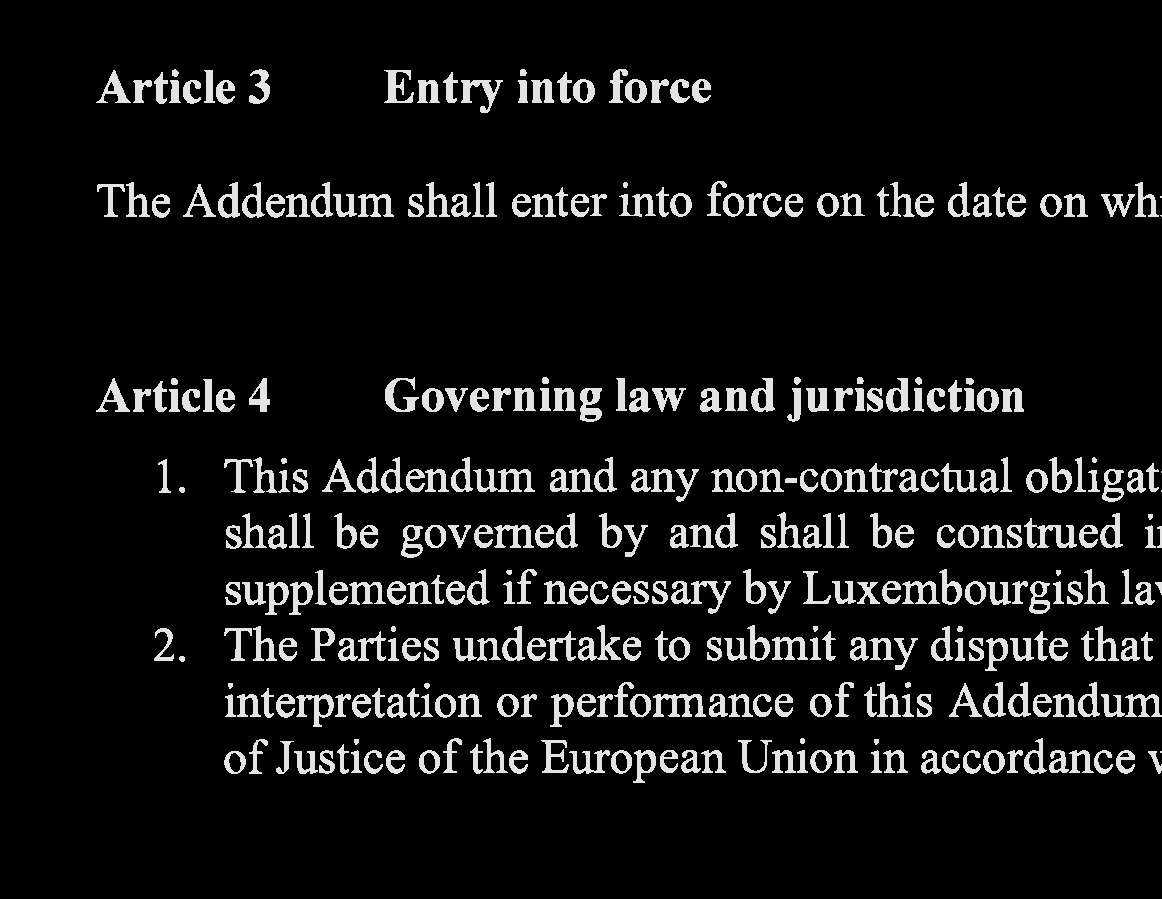 Article 3 Entry into force
The Addendum shall enter into force on the date on
Article 4 Governing law and jurisdiction
1. This Addendum and any non-contractual
shall be governed by and shall be construed
supplemented if necessary by Luxembourgish
2. The Parties undertake to submit any dispute that
interpretation or performance of this Addendum
of Justice of the European Union in accordance